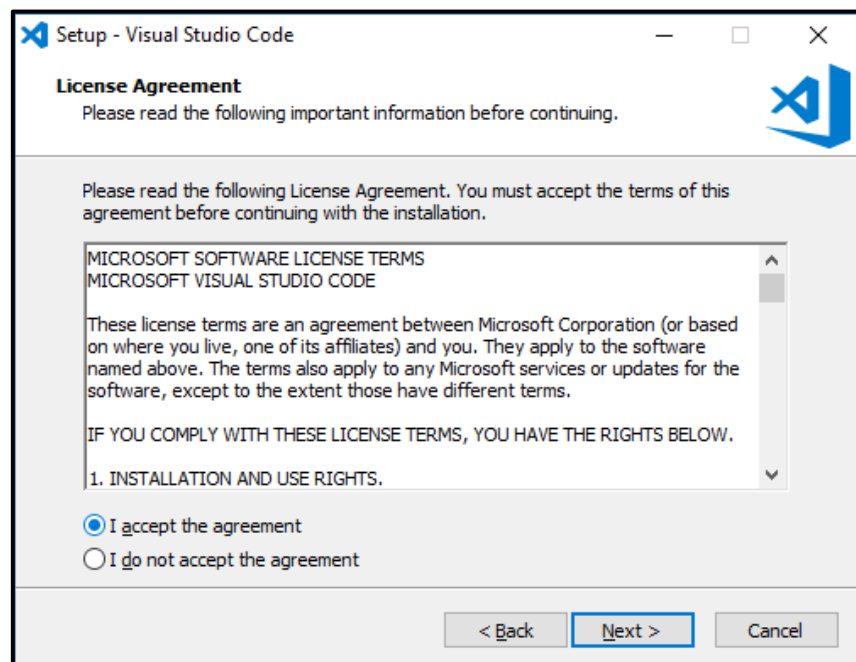 Setup - Visual Studio Code
License Agreement
Please read the following important information before continuing.
Please read the following License Agreement. You must accept the terms of this
agreement before continuing with the installation.
MICROSOFT SOFTWARE LICENSE TERMS
MICROSOFT VISUAL STUDIO CODE
These license terms are an agreement between Microsoft Corporation (or based
on where you live, one of its affiliates) and you. They apply to the software
named above. The terms also apply to any Microsoft services or updates for the
software, except to the extent those have different terms.
IF YOU COMPLY WITH THESE LICENSE TERMS, YOU HAVE THE RIGHTS BELOW.
1. INSTALLATION AND USE RIGHTS.
I accept the agreement
I do not accept the agreement
< Back Next > Cancel